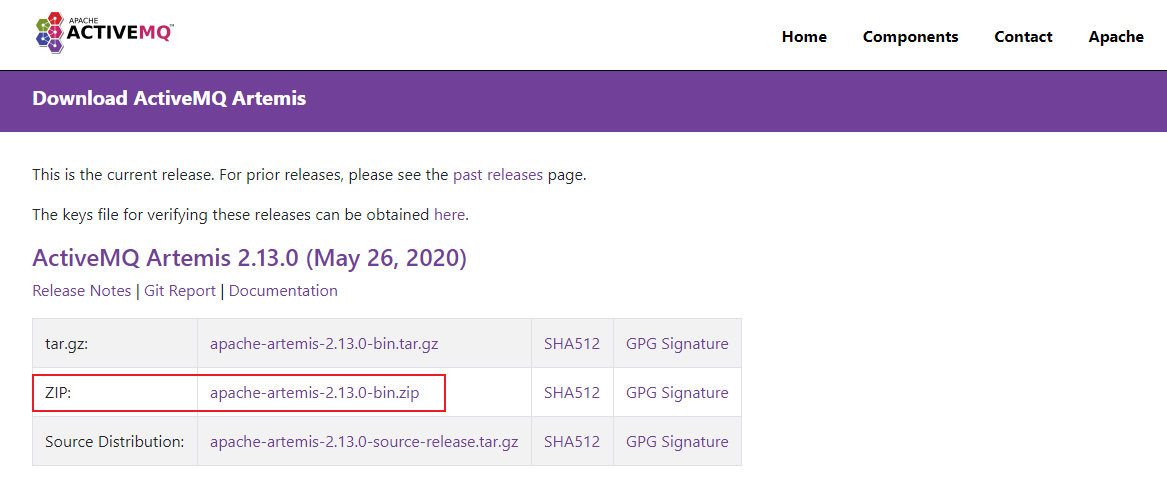 APACHE
ACTIVEMQ™
Home Components Contact Apache
Download ActiveMQ Artemis
This is the current release. For prior releases, please see the past releases page.
The keys file for verifying these releases can be obtained here.
ActiveMQ Artemis 2.13.0 (May 26, 2020)
Release Notes | Git Report | Documentation
tar.gz: apache-artemis-2.13.0-bin.tar.gz SHA512 GPG Signature
ZIP: apache-artemis-2.13.0-bin.zip SHA512 GPG Signature
Source Distribution: apache-artemis-2.13.0-source-release.tar.gz SHA512 GPG Signature